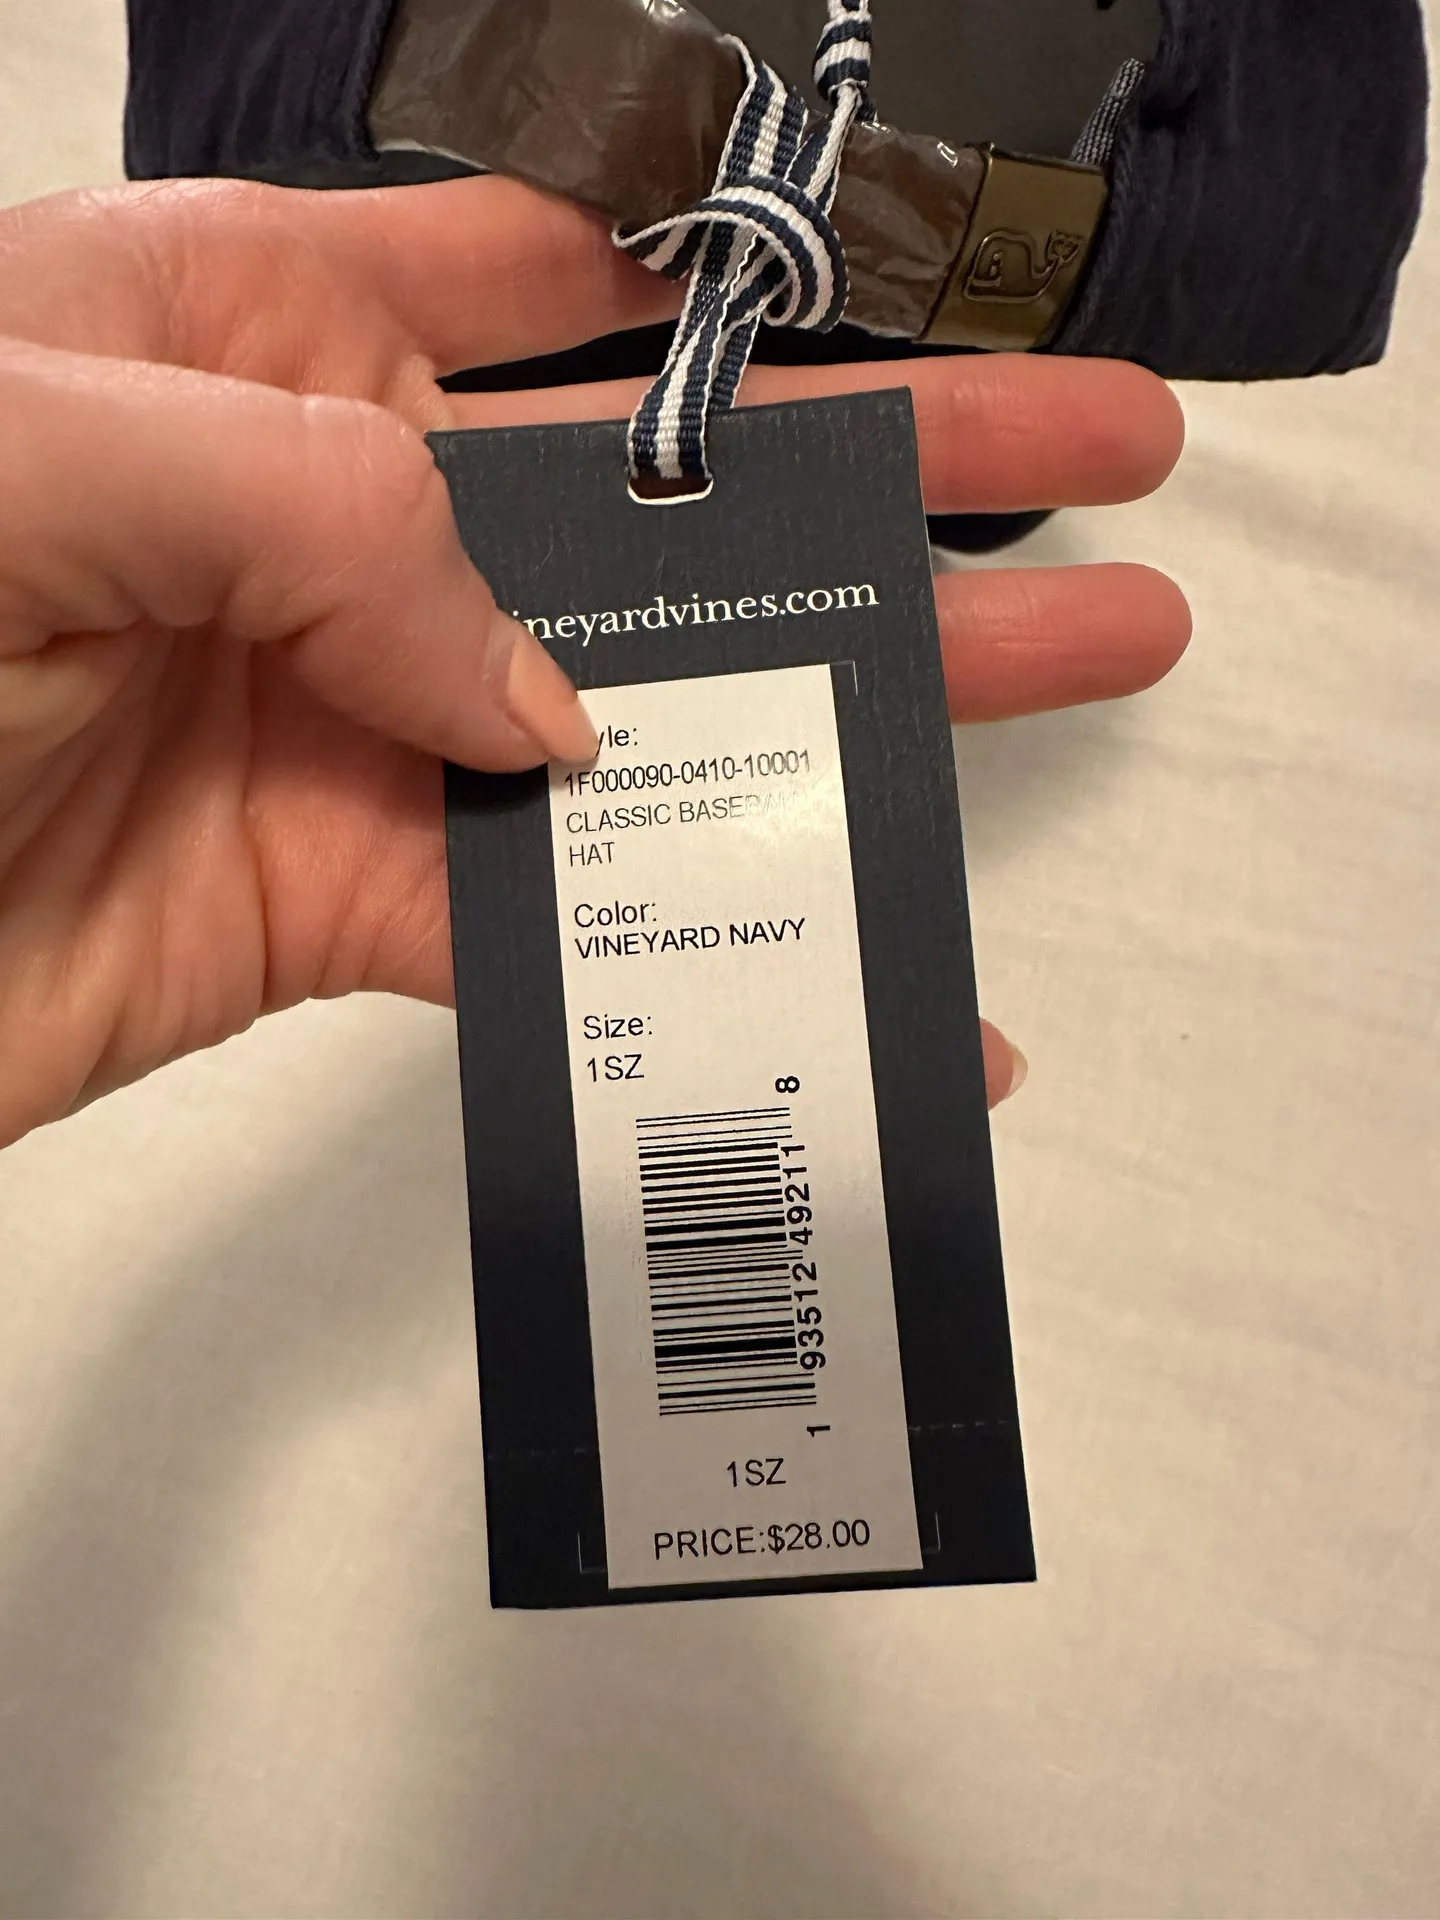 ineyardvines.com
yle:
1F000090-0410-10001
CLASSIC BASEBALL
HAT
Color:
VINEYARD NAVY
Size:
1SZ
1 93512 49211 8
1SZ
PRICE:$28.00